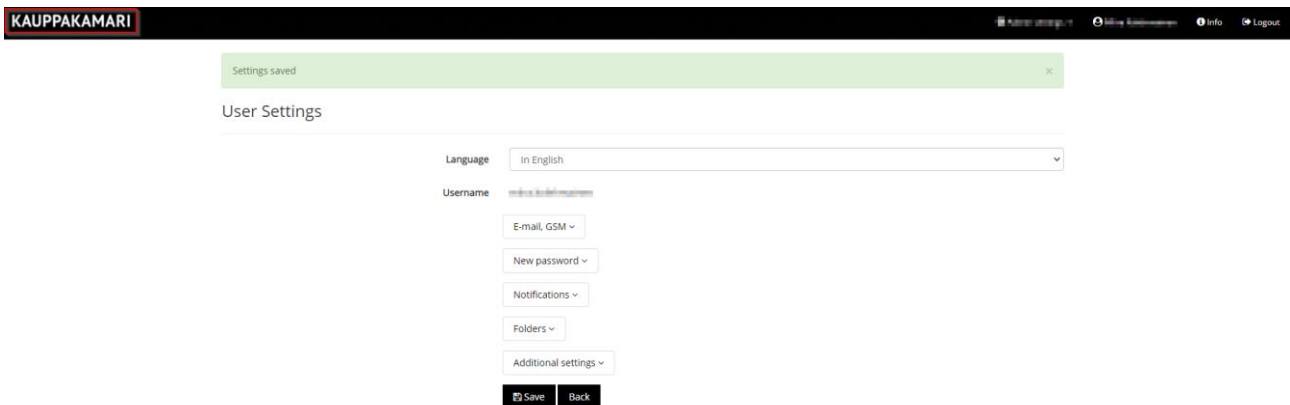 KAUPPAKAMARI
Info Logout
Settings saved ×
User Settings
Language In English
Username
E-mail, GSM
New password
Notifications
Folders
Additional settings
Save Back